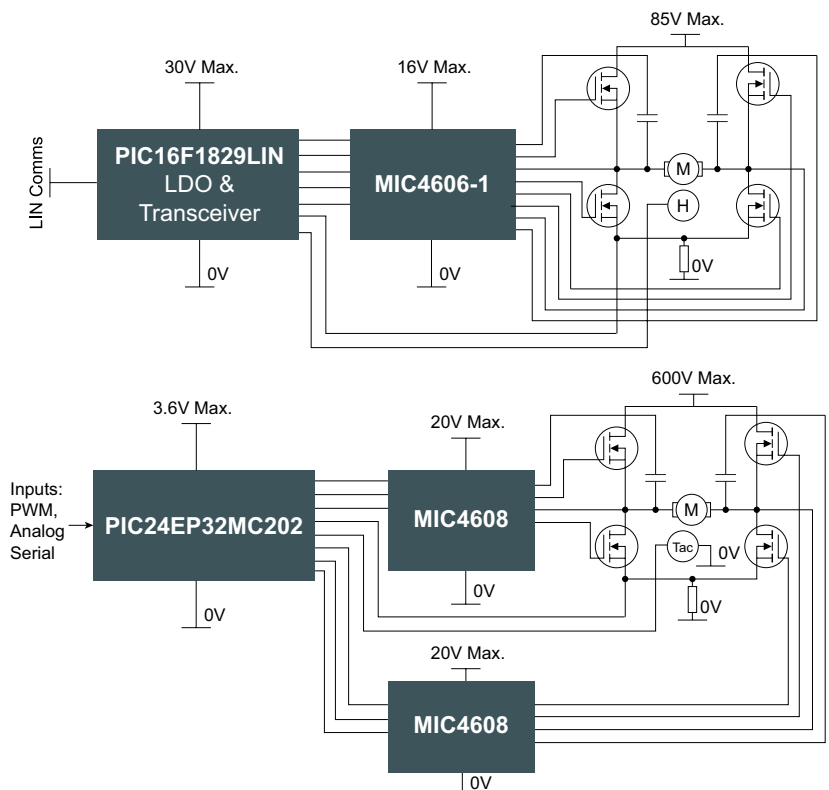 85V Max.
30V Max.
16V Max.
LIN Comms
PIC16F1829LIN
LDO &
Transceiver
MIC4606-1
M
H
0V
0V
0V
600V Max.
3.6V Max.
20V Max.
Inputs:
PWM,
Analog
Serial
PIC24EP32MC202
MIC4608
M
Tac
0V
0V
0V
0V
20V Max.
MIC4608
0V